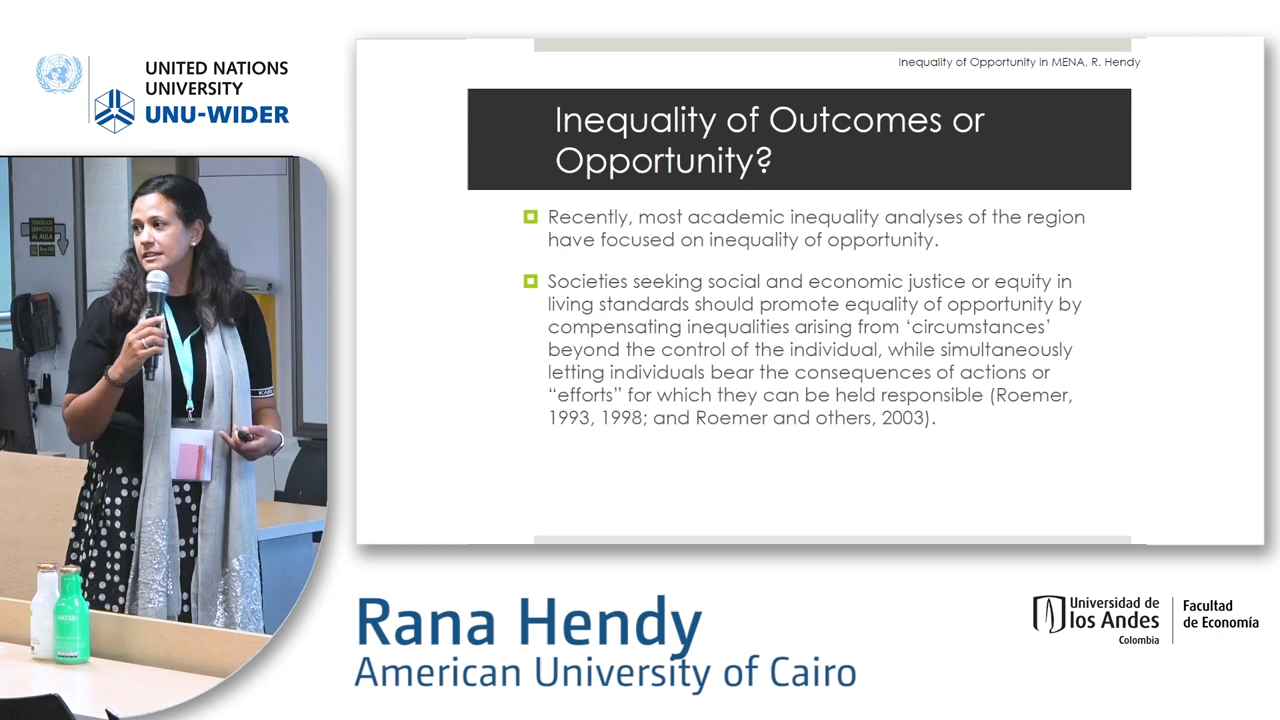 UNITED NATIONS
UNIVERSITY
UNU-WIDER
Inequality of Opportunity in MENA, R. Hendy
Inequality of Outcomes or
Opportunity?
Recently, most academic inequality analyses of the region
have focused on inequality of opportunity.
Societies seeking social and economic justice or equity in
living standards should promote equality of opportunity by
compensating inequalities arising from ‘circumstances’
beyond the control of the individual, while simultaneously
letting individuals bear the consequences of actions or
“efforts” for which they can be held responsible (Roemer,
1993, 1998; and Roemer and others, 2003).
SERVICIO
AL AULA
HATSU
Rana Hendy
American University of Cairo
Universidad de
los Andes
Colombia
Facultad
de Economía